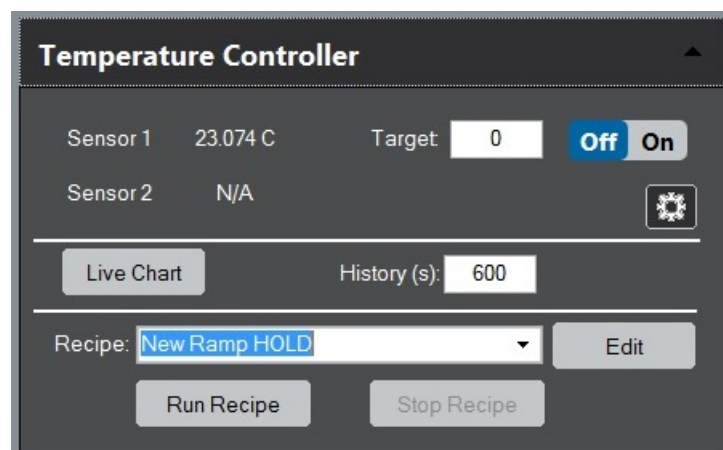 Temperature Controller
Sensor 1 23.074 C Target: 0 Off On
Sensor 2 N/A
Live Chart History (s): 600
Recipe: New Ramp HOLD Edit
Run Recipe Stop Recipe